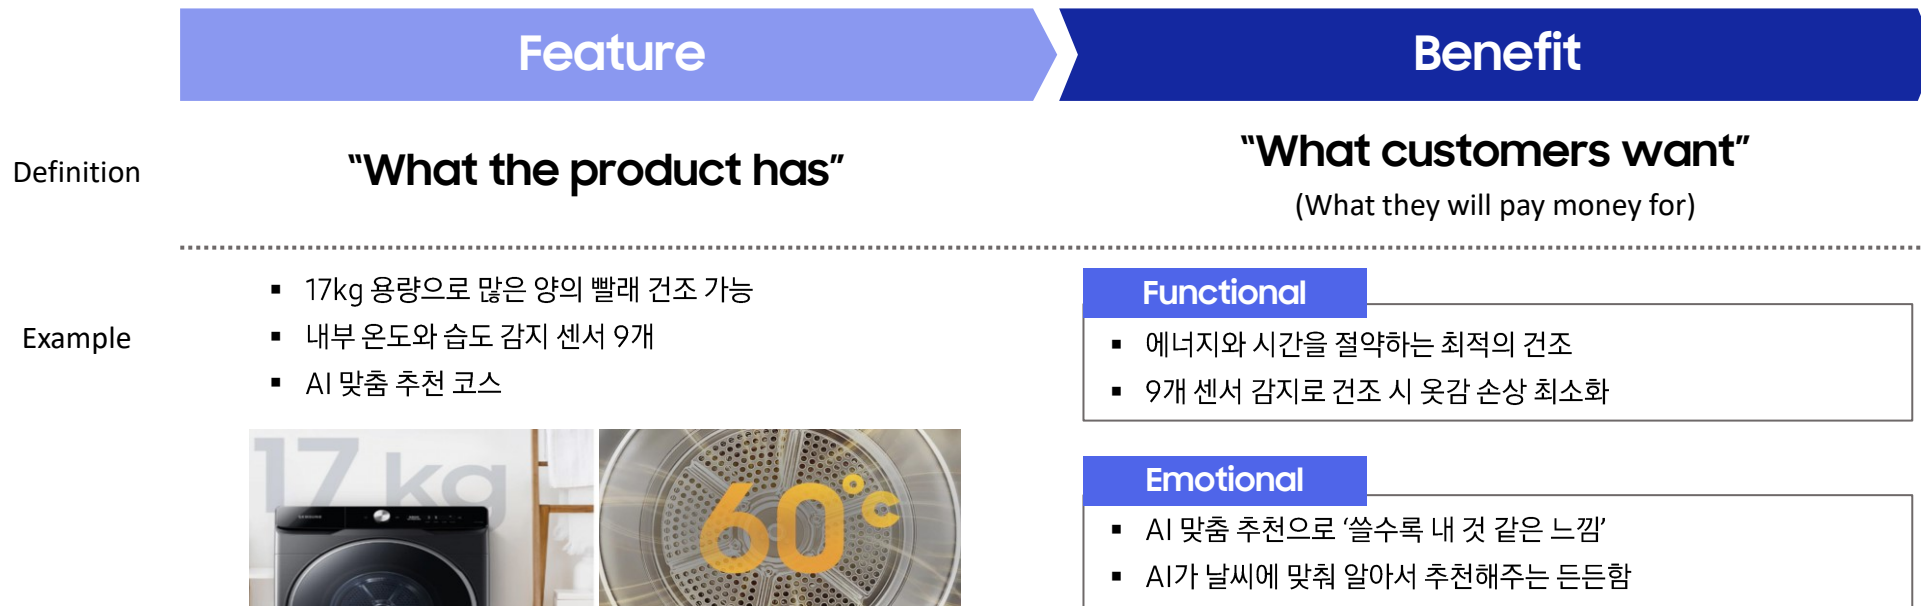 Feature
Benefit
Definition
“What the product has”
“What customers want”
(What they will pay money for)
Example
▪ 17kg 용량으로 많은 양의 빨래 건조 가능
▪ 내부 온도와 습도 감지 센서 9개
▪ AI 맞춤 추천 코스
17 kg
SAMSUNG
60°c
Functional
▪ 에너지와 시간을 절약하는 최적의 건조
▪ 9개 센서 감지로 건조 시 옷감 손상 최소화
Emotional
▪ AI 맞춤 추천으로 ‘쓸수록 내 것 같은 느낌’
▪ AI가 날씨에 맞춰 알아서 추천해주는 든든함